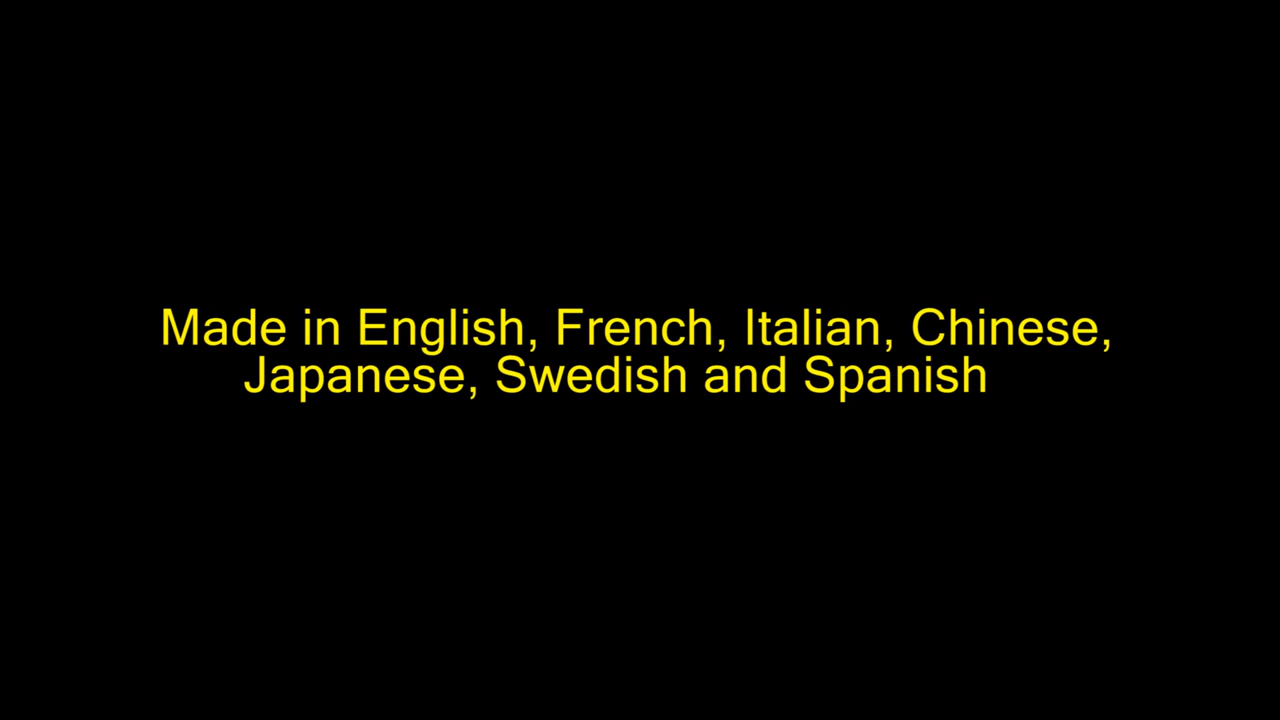 Made in English, French, Italian, Chinese,
Japanese, Swedish and Spanish